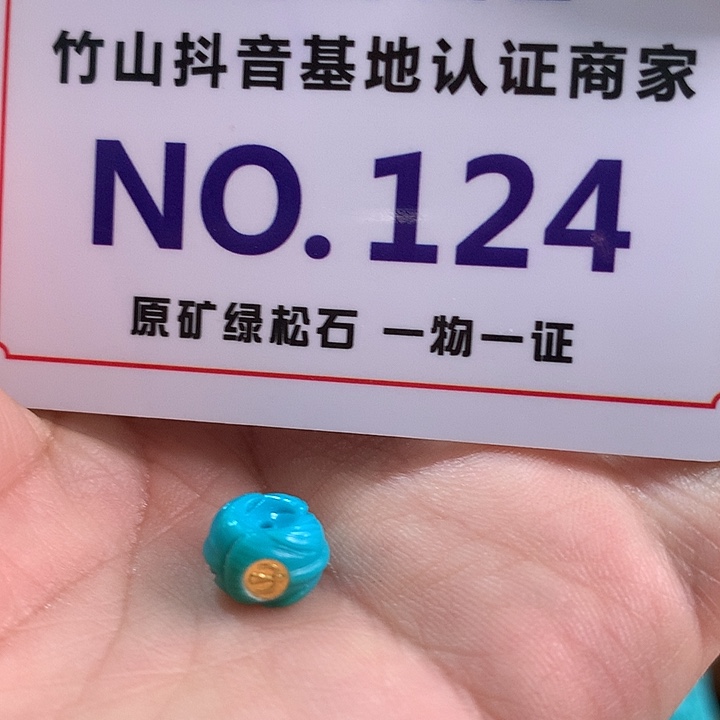 竹山抖音基地认证商家
NO.124
原矿绿松石 一物一证